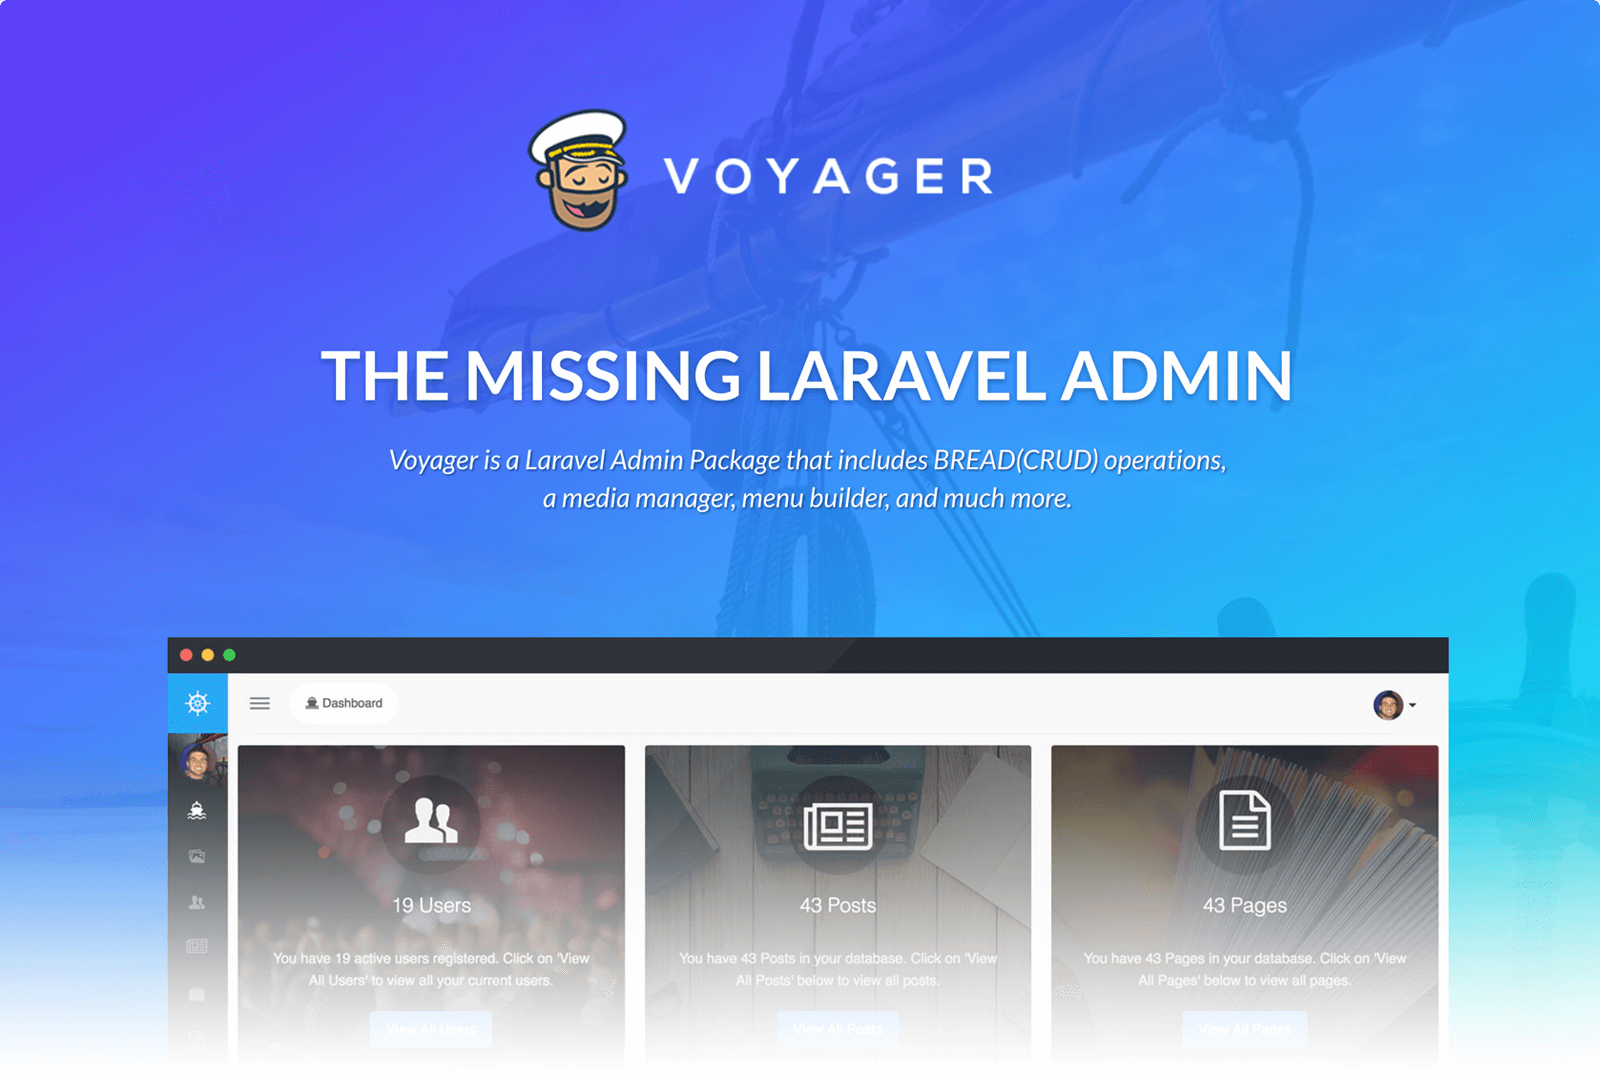 VOYAGER
THE MISSING LARAVEL ADMIN
Voyager is a Laravel Admin Package that includes BREAD(CRUD) operations,
a media manager, menu builder, and much more.
Dashboard
19 Users
You have 19 active users registered. Click on 'View
All Users' to view all your current users.
View All Users
43 Posts
You have 43 Posts in your database. Click on 'View
All Posts' below to view all posts.
View All Posts
43 Pages
You have 43 Pages in your database. Click on 'View
All Pages' below to view all pages.
View All Pages